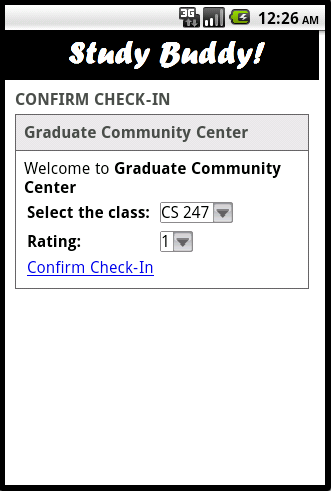 3G 12:26 AM
Study Buddy!
CONFIRM CHECK-IN
Graduate Community Center
Welcome to Graduate Community
Center
Select the class: CS 247
Rating: 1
Confirm Check-In